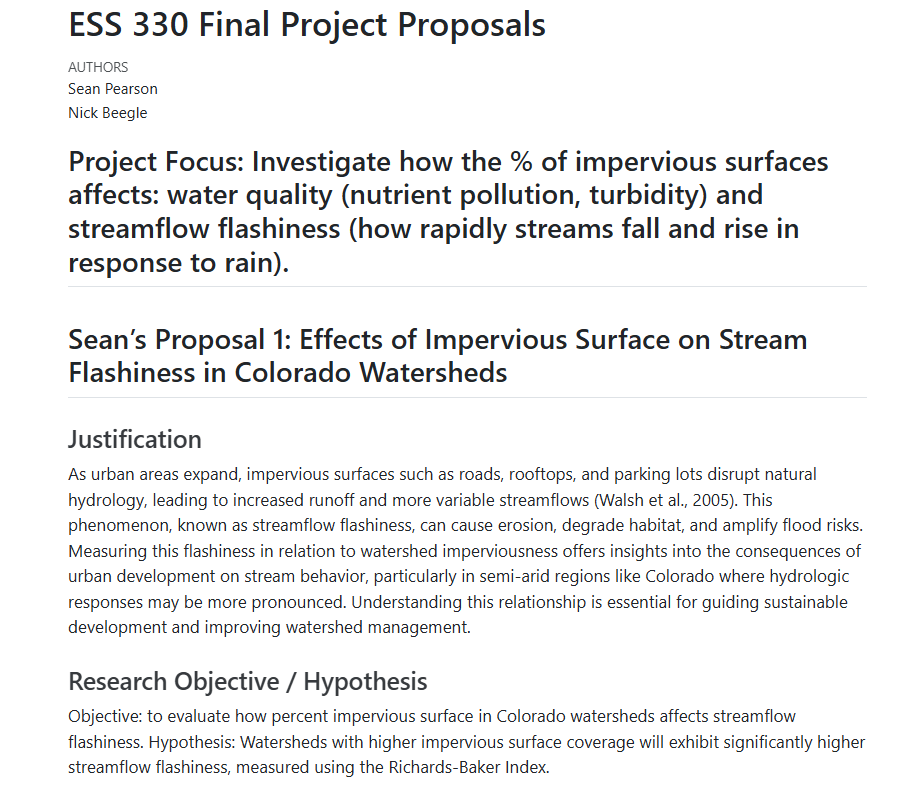 ESS 330 Final Project Proposals
AUTHORS
Sean Pearson
Nick Beegle
Project Focus: Investigate how the % of impervious surfaces
affects: water quality (nutrient pollution, turbidity) and
streamflow flashiness (how rapidly streams fall and rise in
response to rain).
Sean’s Proposal 1: Effects of Impervious Surface on Stream
Flashiness in Colorado Watersheds
Justification
As urban areas expand, impervious surfaces such as roads, rooftops, and parking lots disrupt natural
hydrology, leading to increased runoff and more variable streamflows (Walsh et al., 2005). This
phenomenon, known as streamflow flashiness, can cause erosion, degrade habitat, and amplify flood risks.
Measuring this flashiness in relation to watershed imperviousness offers insights into the consequences of
urban development on stream behavior, particularly in semi-arid regions like Colorado where hydrologic
responses may be more pronounced. Understanding this relationship is essential for guiding sustainable
development and improving watershed management.
Research Objective / Hypothesis
Objective: to evaluate how percent impervious surface in Colorado watersheds affects streamflow
flashiness. Hypothesis: Watersheds with higher impervious surface coverage will exhibit significantly higher
streamflow flashiness, measured using the Richards-Baker Index.